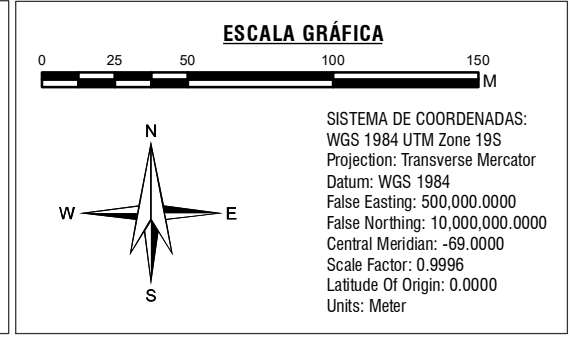 ESCALA GRÁFICA
0 25 50 100 150
M
N
W E
S
SISTEMA DE COORDENADAS:
WGS 1984 UTM Zone 19S
Projection: Transverse Mercator
Datum: WGS 1984
False Easting: 500,000.0000
False Northing: 10,000,000.0000
Central Meridian: -69.0000
Scale Factor: 0.9996
Latitude Of Origin: 0.0000
Units: Meter